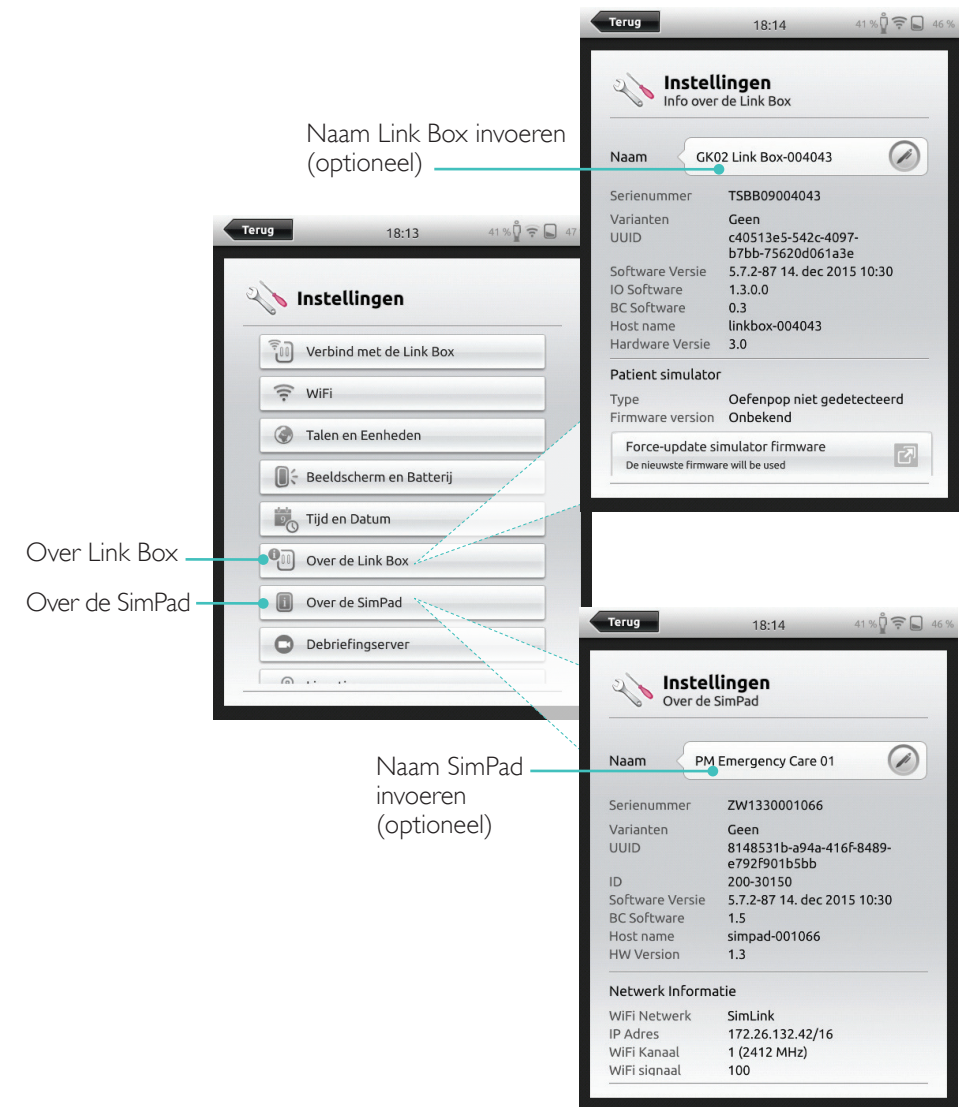 Terug 18:14 41 % 46 %
Instellingen
Info over de Link Box
Naam GK02 Link Box-004043
Serienummer TSBB09004043
Varianten Geen
UUID c40513e5-542c-4097-
b7bb-75620d061a3e
Software Versie 5.7.2-87 14. dec 2015 10:30
IO Software 1.3.0.0
BC Software 0.3
Host name linkbox-004043
Hardware Versie 3.0
Patient simulator
Type Oefenpop niet gedetecteerd
Firmware version Onbekend
Force-update simulator firmware
De nieuwste firmware will be used
Naam Link Box invoeren
(optioneel)
Terug 18:13 41 % 47
Instellingen
Verbind met de Link Box
WiFi
Talen en Eenheden
Beeldscherm en Batterij
Tijd en Datum
Over de Link Box
Over de SimPad
Debriefingserver
Over Link Box
Over de SimPad
Terug 18:14 41 % 46 %
Instellingen
Over de SimPad
Naam PM Emergency Care 01
Serienummer ZW1330001066
Varianten Geen
UUID 8148531b-a94a-416f-8489-
e792f901b5bb
ID 200-30150
Software Versie 5.7.2-87 14. dec 2015 10:30
BC Software 1.5
Host name simpad-001066
HW Version 1.3
Netwerk Informatie
WiFi Netwerk SimLink
IP Adres 172.26.132.42/16
WiFi Kanaal 1 (2412 MHz)
WiFi signaal 100
Naam SimPad
invoeren
(optioneel)